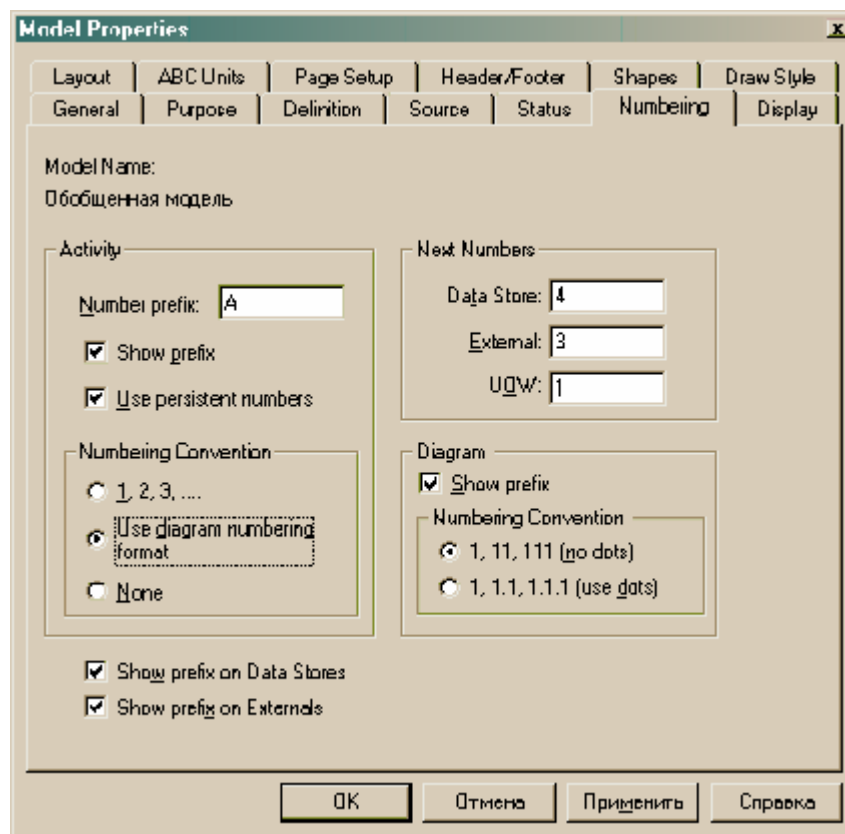 Model Properties
Layout ABC Units Page Setup Header/Footer Shapes Draw Style
General Purpose Definition Source Status Numbering Display
Model Name:
Обобщенная модель
Activity
Number prefix: A
Show prefix
Use persistent numbers
Numbering Convention
1, 2, 3, ....
Use diagram numbering
format
None
Next Numbers
Data Store: 4
External: 3
UOW: 1
Diagram
Show prefix
Numbering Convention
1, 11, 111 (no dots)
1, 1.1, 1.1.1 (use dots)
Show prefix on Data Stores
Show prefix on Externals
OK Отмена Применить Справка